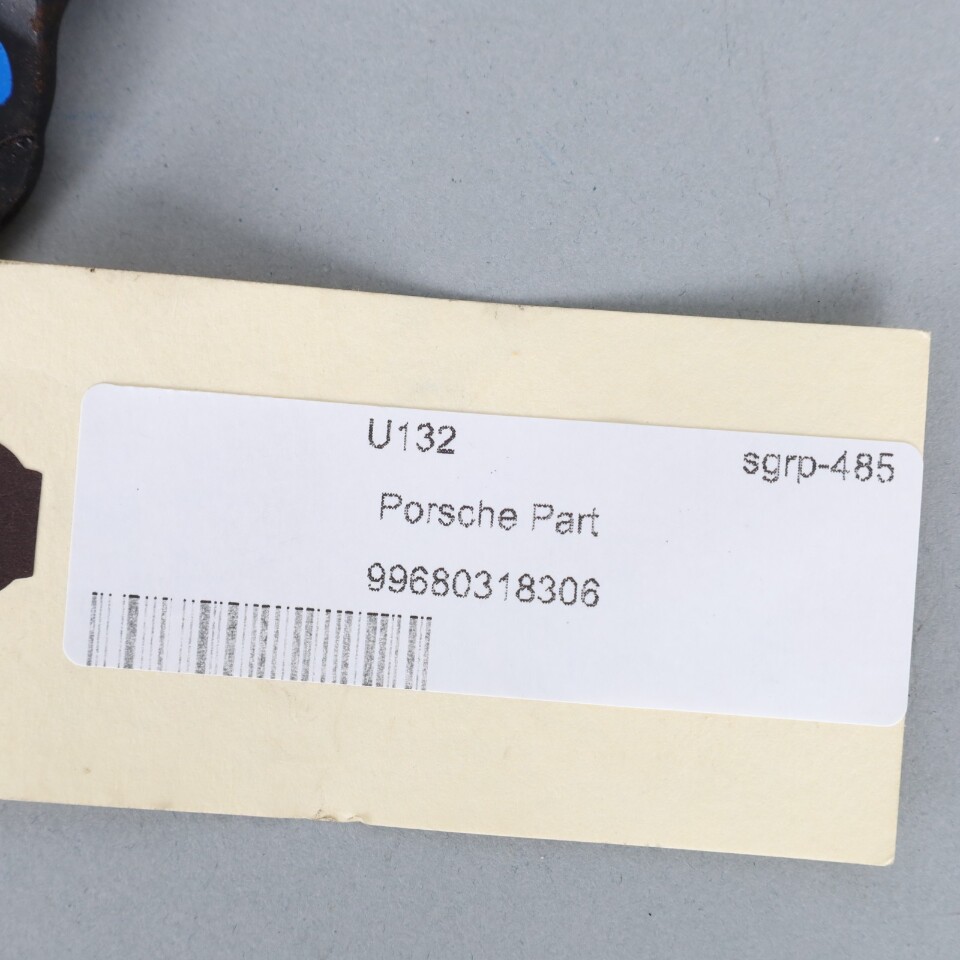 U132
sgrp-485
Porsche Part
99680318306